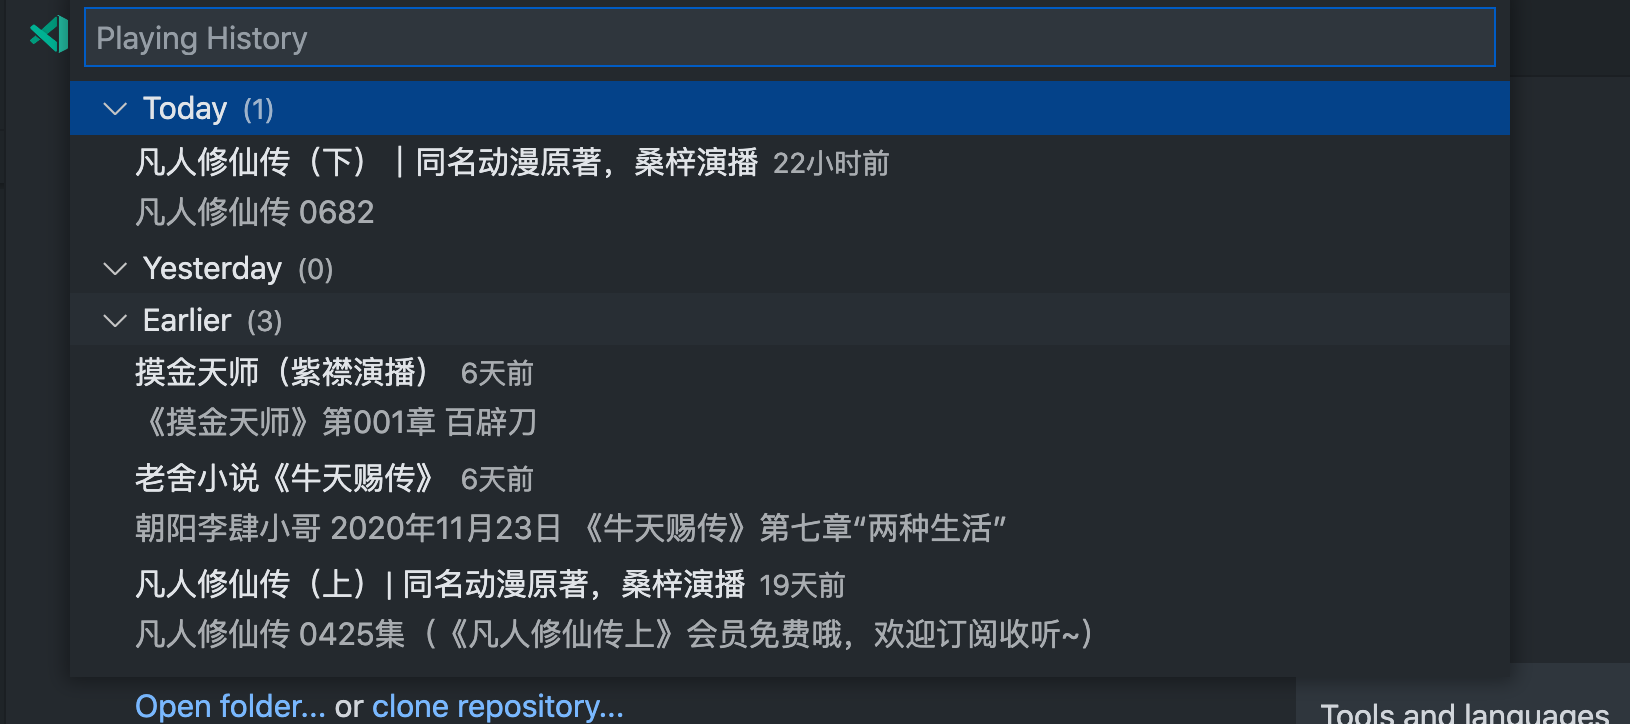 Playing History
Today (1)
凡人修仙传（下）｜同名动漫原著，桑梓演播 22小时前
凡人修仙传 0682
Yesterday (0)
Earlier (3)
摸金天师（紫襟演播） 6天前
《摸金天师》第001章 百辟刀
老舍小说《牛天赐传》 6天前
朝阳李肆小哥 2020年11月23日 《牛天赐传》第七章“两种生活”
凡人修仙传（上）| 同名动漫原著，桑梓演播 19天前
凡人修仙传 0425集（《凡人修仙传上》会员免费哦，欢迎订阅收听~）
Open folder... or clone repository...
Tools and languages